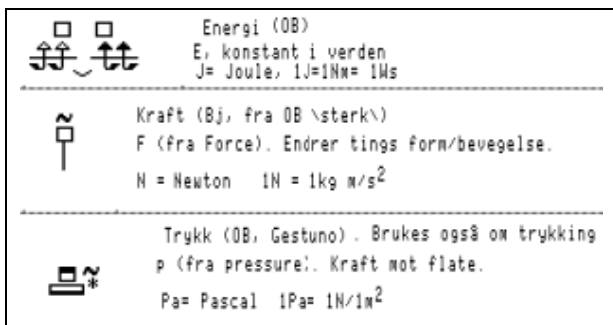 Energi (OB)
E, konstant i verden
J= Joule, 1J=1Nm= 1Ws
Kraft (Bj, fra OB \sterk\)
F (fra Force). Endrer tings form/bevegelse.
N = Newton 1N = 1kg m/s²
Trykk (OB, Gestuno). Brukes også om trykking
p (fra pressure). Kraft mot flate.
Pa= Pascal 1Pa= 1N/1m²